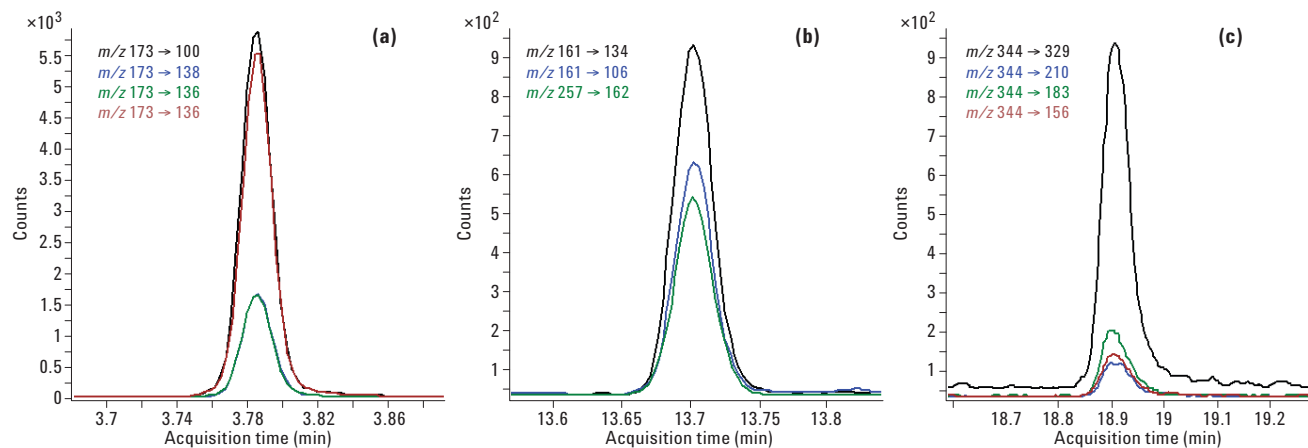 ×10³
(a)
m/z 173 → 100
m/z 173 → 138
m/z 173 → 136
m/z 173 → 136
5.5
5
4.5
4
3.5
3
2.5
2
1.5
1
0.5
0
Counts
3.7 3.74 3.78 3.82 3.86
Acquisition time (min)
×10²
(b)
m/z 161 → 134
m/z 161 → 106
m/z 257 → 162
9
8
7
6
5
4
3
2
1
Counts
13.6 13.65 13.7 13.75 13.8
Acquisition time (min)
×10²
(c)
m/z 344 → 329
m/z 344 → 210
m/z 344 → 183
m/z 344 → 156
9
8
7
6
5
4
3
2
1
Counts
18.7 18.8 18.9 19 19.1 19.2
Acquisition time (min)